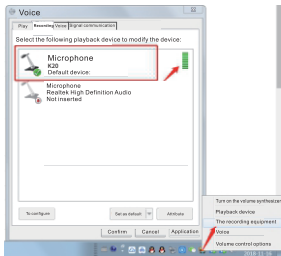 Voice
Play Recording Voice Signal communication
Select the following playback device to modify the device:
Microphone
K20
Default device:
Microphone
Realtek High Definition Audio
Not inserted
To configure
Set as default
Attribute
Confirm
Cancel
Application
Turn on the volume synthesizer
Playback device
The recording equipment
Voice
Volume control options